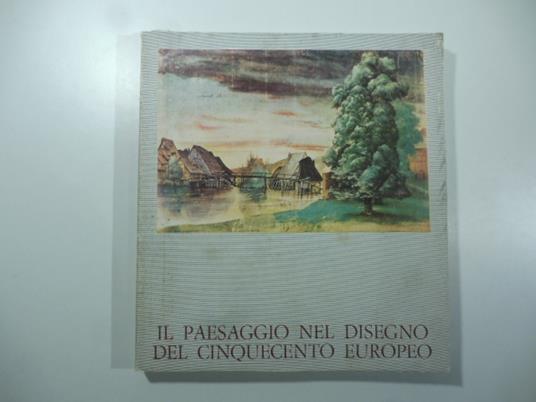 IL PAESAGGIO NEL DISEGNO
DEL CINQUECENTO EUROPEO